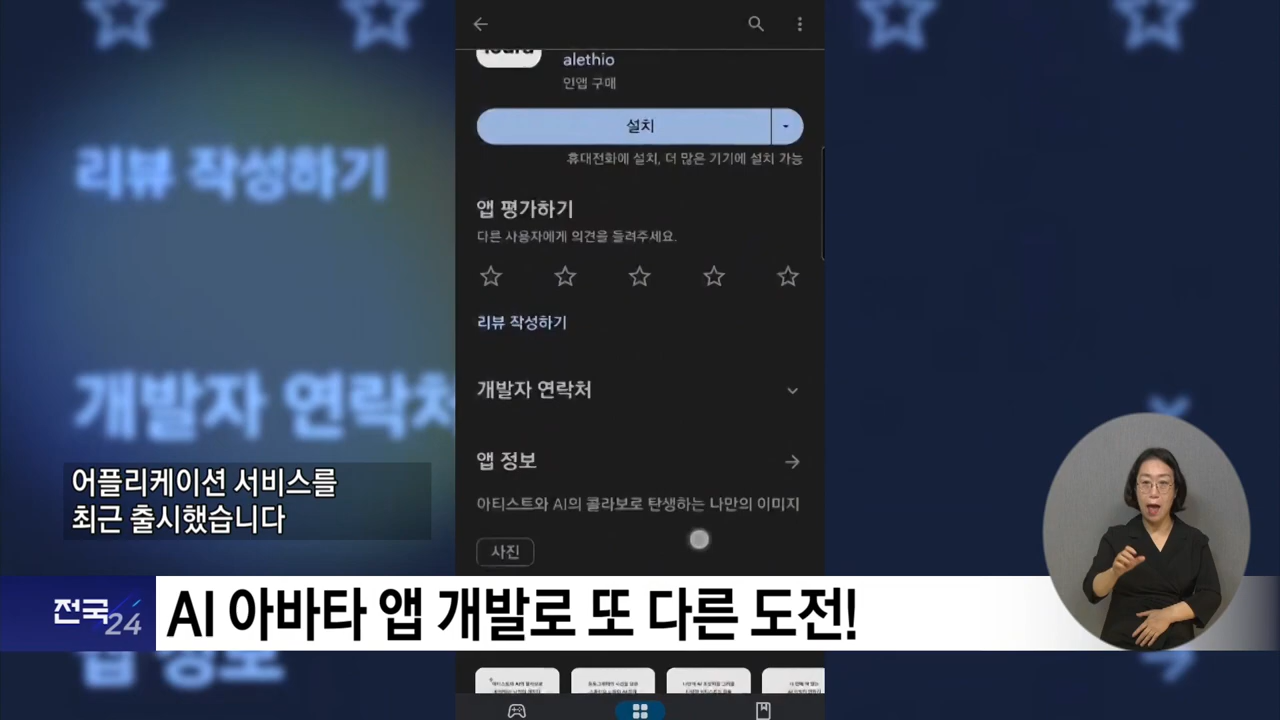 alethio
인앱 구매
설치
휴대전화에 설치, 더 많은 기기에 설치 가능
앱 평가하기
다른 사용자에게 의견을 들려주세요.
리뷰 작성하기
리뷰 작성하기
개발자 연락처
개발자 연락처
앱 정보
아티스트와 AI의 콜라보로 탄생하는 나만의 이미지
사진
어플리케이션 서비스를
최근 출시했습니다
전국24
AI 아바타 앱 개발로 또 다른 도전!
앱 정보